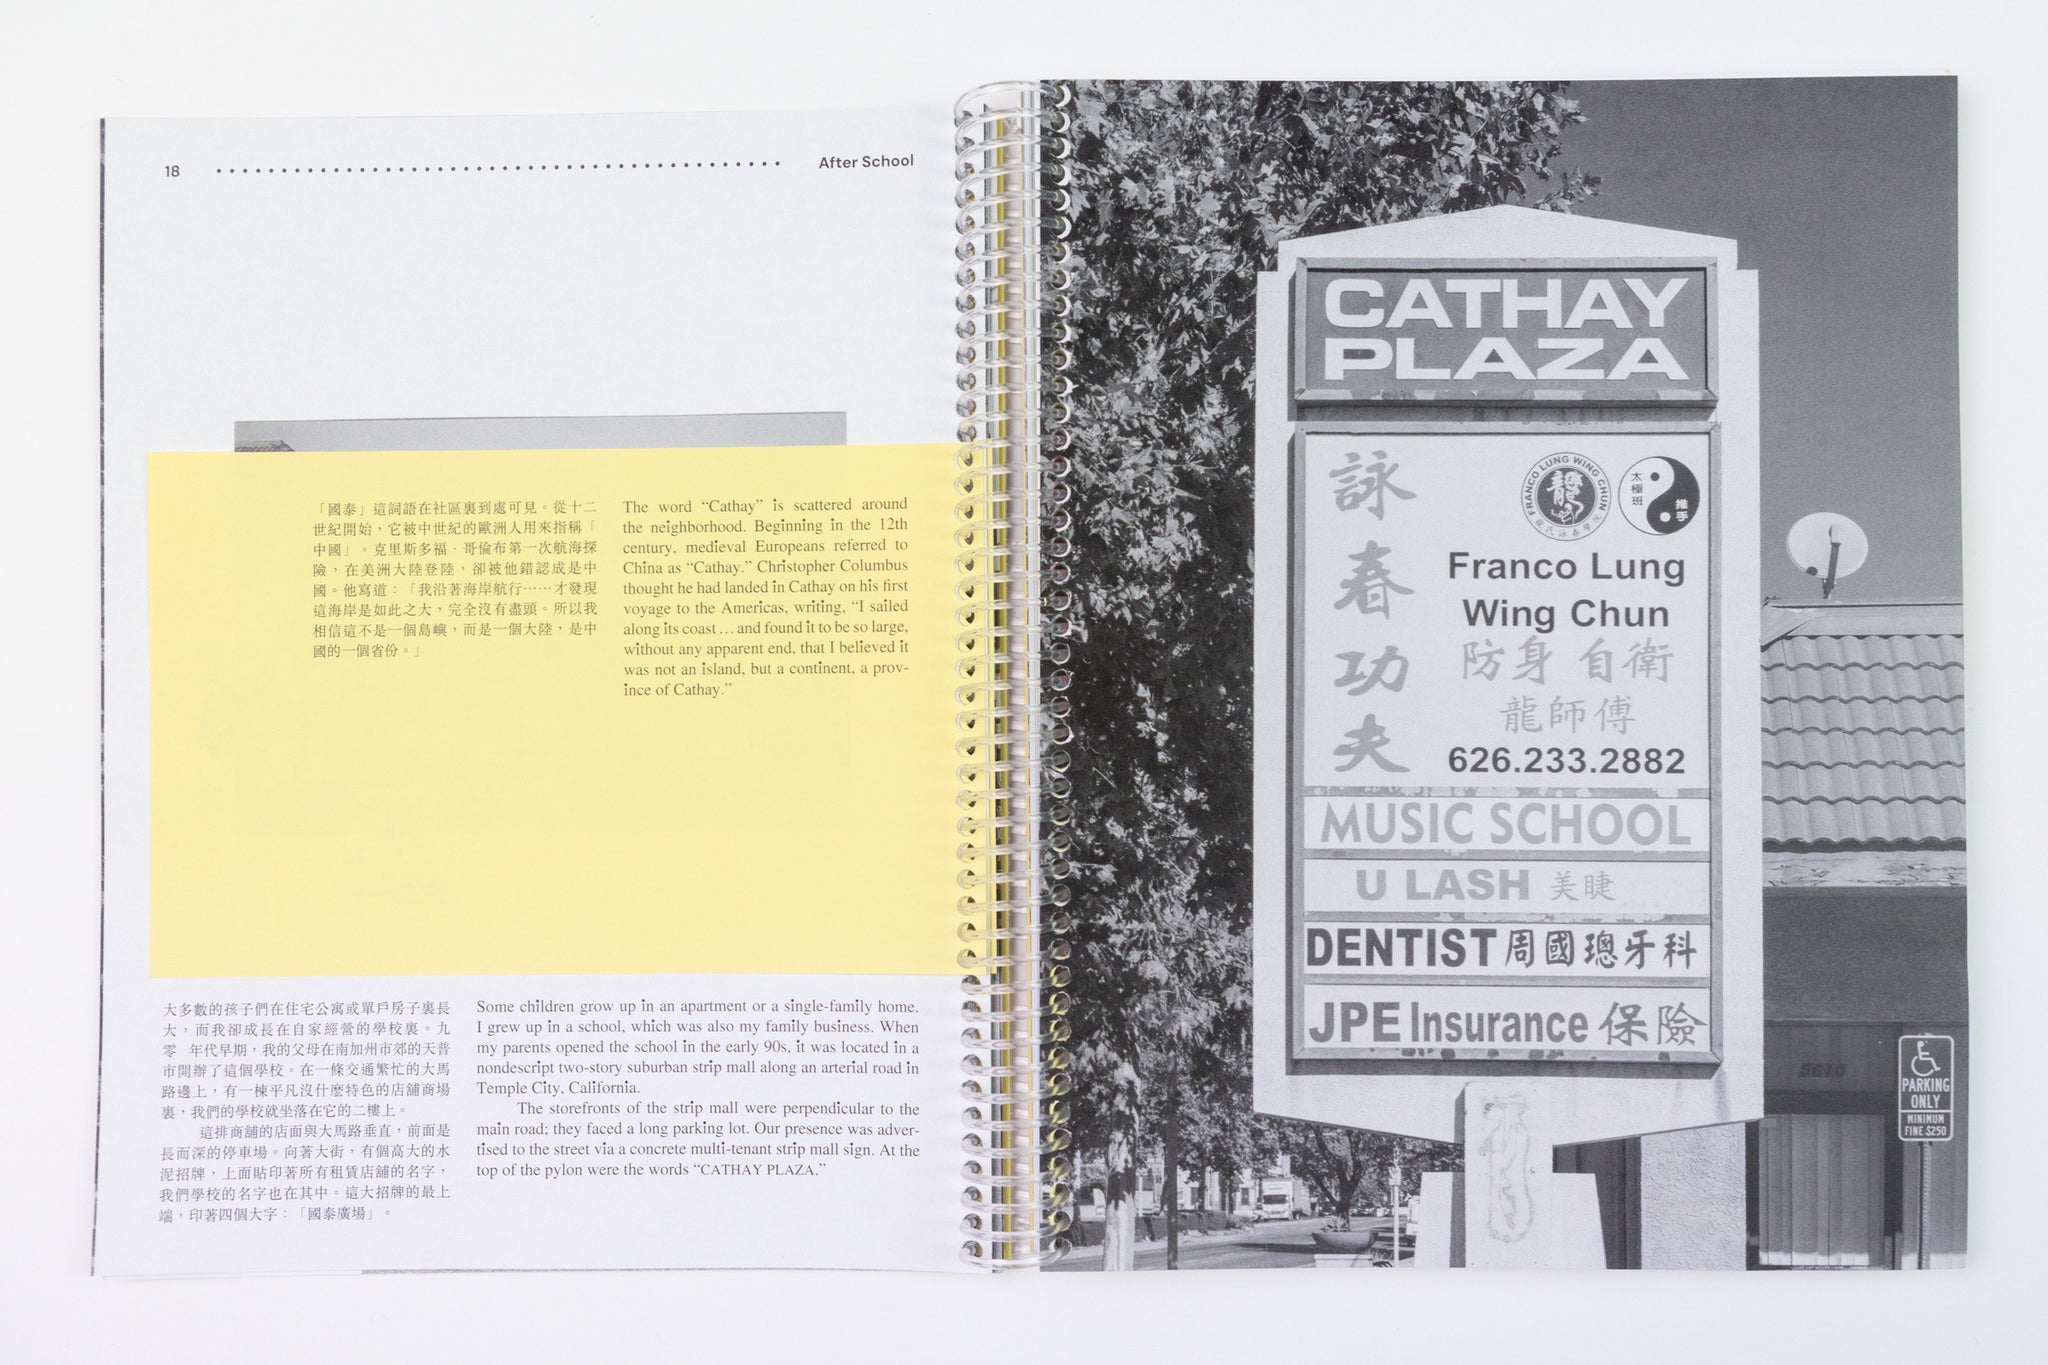 18
After School
「國泰」這詞語在社區裏到處可見。從十二
世紀開始，它被中世紀的歐洲人用來指稱「
中國」。克里斯多福．哥倫布第一次航海探
險，在美洲大陸登陸，卻被他錯認成是中
國。他寫道：「我沿著海岸航行⋯⋯才發現
這海岸是如此之大，完全沒有盡頭。所以我
相信這不是一個島嶼，而是一個大陸，是中
國的一個省份。」
The word “Cathay” is scattered around
the neighborhood. Beginning in the 12th
century, medieval Europeans referred to
China as “Cathay.” Christopher Columbus
thought he had landed in Cathay on his first
voyage to the Americas, writing, “I sailed
along its coast ... and found it to be so large,
without any apparent end, that I believed it
was not an island, but a continent, a prov-
ince of Cathay.”
大多數的孩子們在住宅公寓或單戶房子裏長
大，而我卻成長在自家經營的學校裏。九
零 年代早期，我的父母在南加州市郊的天普
市開辦了這個學校。在一條交通繁忙的大馬
路邊上，有一棟平凡沒什麽特色的店舖商場
裏，我們的學校就坐落在它的二樓上。
這排商舖的店面與大馬路垂直，前面是
長而深的停車場。向著大街，有個高大的水
泥招牌，上面貼印著所有租賃店舖的名字，
我們學校的名字也在其中。這大招牌的最上
端，印著四個大字：「國泰廣場」。
Some children grow up in an apartment or a single-family home.
I grew up in a school, which was also my family business. When
my parents opened the school in the early 90s, it was located in a
nondescript two-story suburban strip mall along an arterial road in
Temple City, California.
The storefronts of the strip mall were perpendicular to the
main road; they faced a long parking lot. Our presence was adver-
tised to the street via a concrete multi-tenant strip mall sign. At the
top of the pylon were the words “CATHAY PLAZA.”
CATHAY
PLAZA
詠春功夫
FRANCO LUNG WING CHUN
龍
太極班
推手
Franco Lung
Wing Chun
防身 自衛
龍師傅
626.233.2882
MUSIC SCHOOL
U LASH 美睫
DENTIST 周國璁牙科
JPE Insurance 保險
5610
PARKING
ONLY
MINIMUM
FINE $250